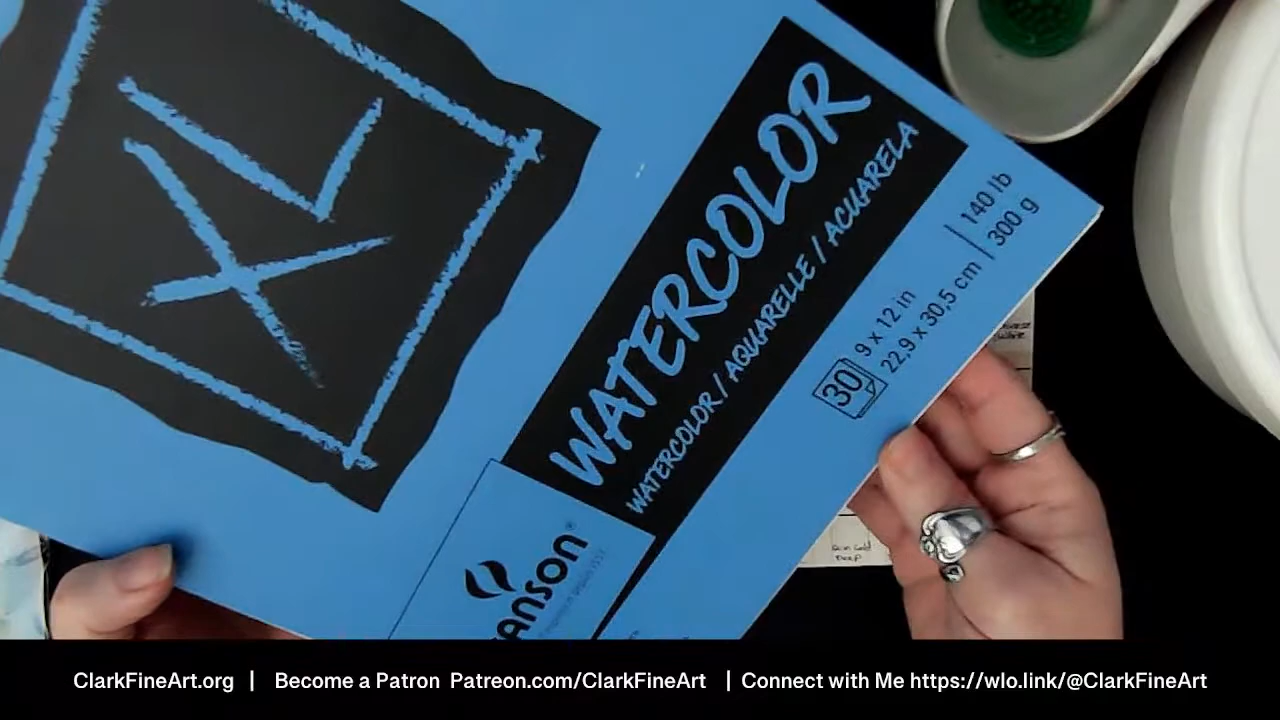 XL
WATERCOLOR
WATERCOLOR / AQUARELLE / ACUARELA
30
9 x 12 in
22,9 x 30,5 cm
140 lb
300 g
ANSON®
ClarkFineArt.org | Become a Patron Patreon.com/ClarkFineArt | Connect with Me https://wlo.link/@ClarkFineArt